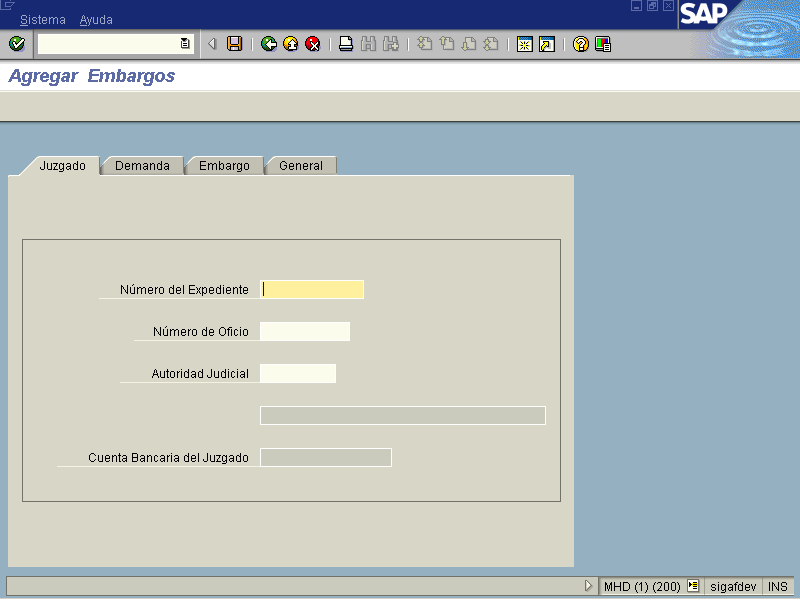 Sistema Ayuda
SAP
Agregar Embargos
Juzgado Demanda Embargo General
Número del Expediente
Número de Oficio
Autoridad Judicial
Cuenta Bancaria del Juzgado
MHD (1) (200) sigafdev INS